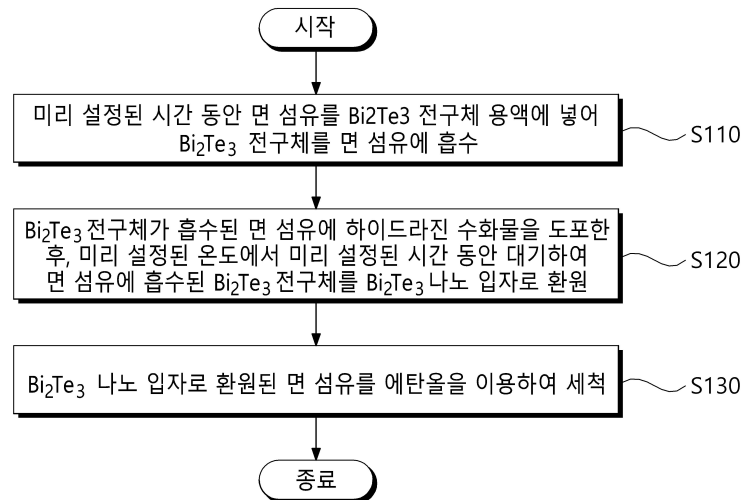 시작
미리 설정된 시간 동안 면 섬유를 Bi2Te3 전구체 용액에 넣어
Bi₂Te₃ 전구체를 면 섬유에 흡수
S110
Bi₂Te₃ 전구체가 흡수된 면 섬유에 하이드라진 수화물을 도포한
후, 미리 설정된 온도에서 미리 설정된 시간 동안 대기하여
면 섬유에 흡수된 Bi₂Te₃ 전구체를 Bi₂Te₃ 나노 입자로 환원
S120
Bi₂Te₃ 나노 입자로 환원된 면 섬유를 에탄올을 이용하여 세척
S130
종료